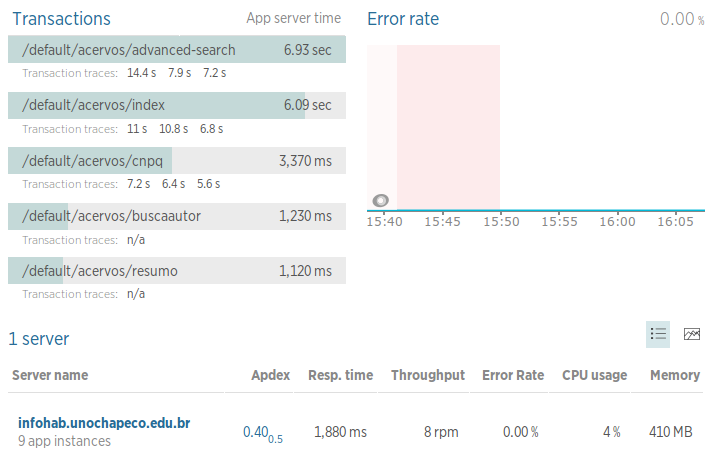 Transactions App server time
/default/acervos/advanced-search 6.93 sec
Transaction traces: 14.4 s 7.9 s 7.2 s
/default/acervos/index 6.09 sec
Transaction traces: 11 s 10.8 s 6.8 s
/default/acervos/cnpq 3,370 ms
Transaction traces: 7.2 s 6.4 s 5.6 s
/default/acervos/buscaautor 1,230 ms
Transaction traces: n/a
/default/acervos/resumo 1,120 ms
Transaction traces: n/a
Error rate 0.00 %
15:40 15:45 15:50 15:55 16:00 16:05
1 server
Server name Apdex Resp. time Throughput Error Rate CPU usage Memory
infohab.unochapeco.edu.br 0.40 0.5 1,880 ms 8 rpm 0.00 % 4 % 410 MB
9 app instances